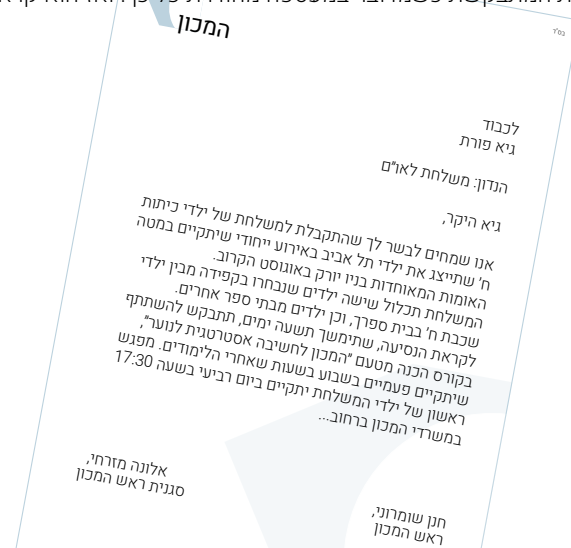 המכון
בס"ד
לכבוד
גיא פורת
הנדון: משלחת לאו"ם
גיא היקר,
אנו שמחים לבשר לך שהתקבלת למשלחת של ילדי כיתות
ח' שתייצג את ילדי תל אביב באירוע ייחודי שיתקיים במטה
האומות המאוחדות בניו יורק באוגוסט הקרוב.
המשלחת תכלול שישה ילדים שנבחרו בקפידה מבין ילדי
שכבת ח' בבית ספרך, וכן ילדים מבתי ספר אחרים.
לקראת הנסיעה, שתימשך תשעה ימים, תתבקש להשתתף
בקורס הכנה מטעם "המכון לחשיבה אסטרטגית לנוער",
שיתקיים פעמיים בשבוע בשעות שאחרי הלימודים. מפגש
ראשון של ילדי המשלחת יתקיים ביום רביעי בשעה 17:30
במשרדי המכון ברחוב...
אלונה מזרחי,
סגנית ראש המכון
חנן שומרוני,
ראש המכון